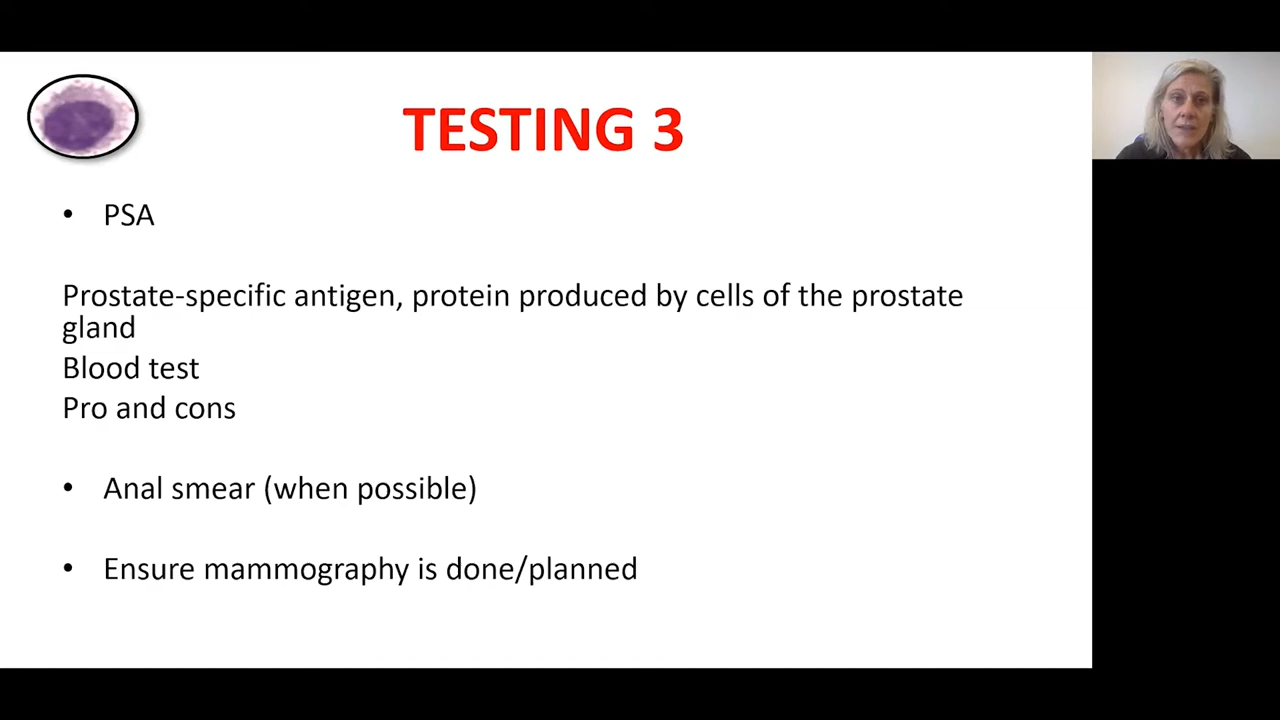 TESTING 3
• PSA
Prostate-specific antigen, protein produced by cells of the prostate
gland
Blood test
Pro and cons
• Anal smear (when possible)
• Ensure mammography is done/planned